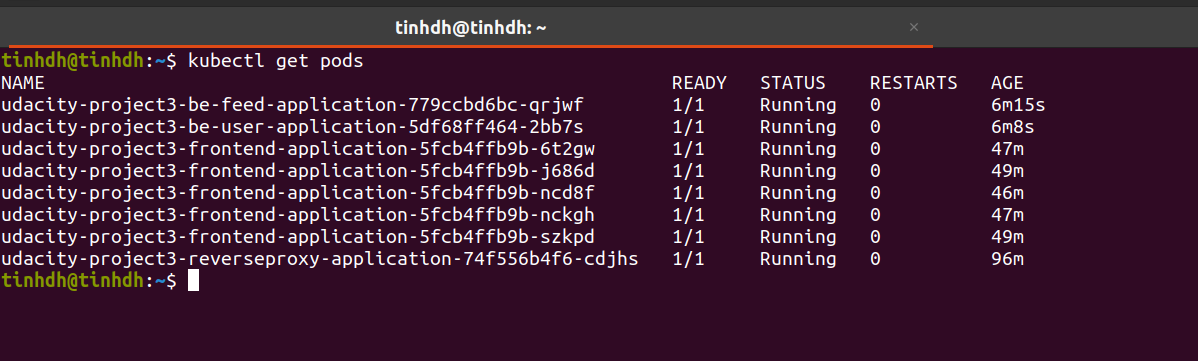 tinhdh@tinhdh: ~ ×
tinhdh@tinhdh:~$ kubectl get pods
NAME READY STATUS RESTARTS AGE
udacity-project3-be-feed-application-779ccbd6bc-qrjwf 1/1 Running 0 6m15s
udacity-project3-be-user-application-5df68ff464-2bb7s 1/1 Running 0 6m8s
udacity-project3-frontend-application-5fcb4ffb9b-6t2gw 1/1 Running 0 47m
udacity-project3-frontend-application-5fcb4ffb9b-j686d 1/1 Running 0 49m
udacity-project3-frontend-application-5fcb4ffb9b-ncd8f 1/1 Running 0 46m
udacity-project3-frontend-application-5fcb4ffb9b-nckgh 1/1 Running 0 47m
udacity-project3-frontend-application-5fcb4ffb9b-szkpd 1/1 Running 0 49m
udacity-project3-reverseproxy-application-74f556b4f6-cdjhs 1/1 Running 0 96m
tinhdh@tinhdh:~$